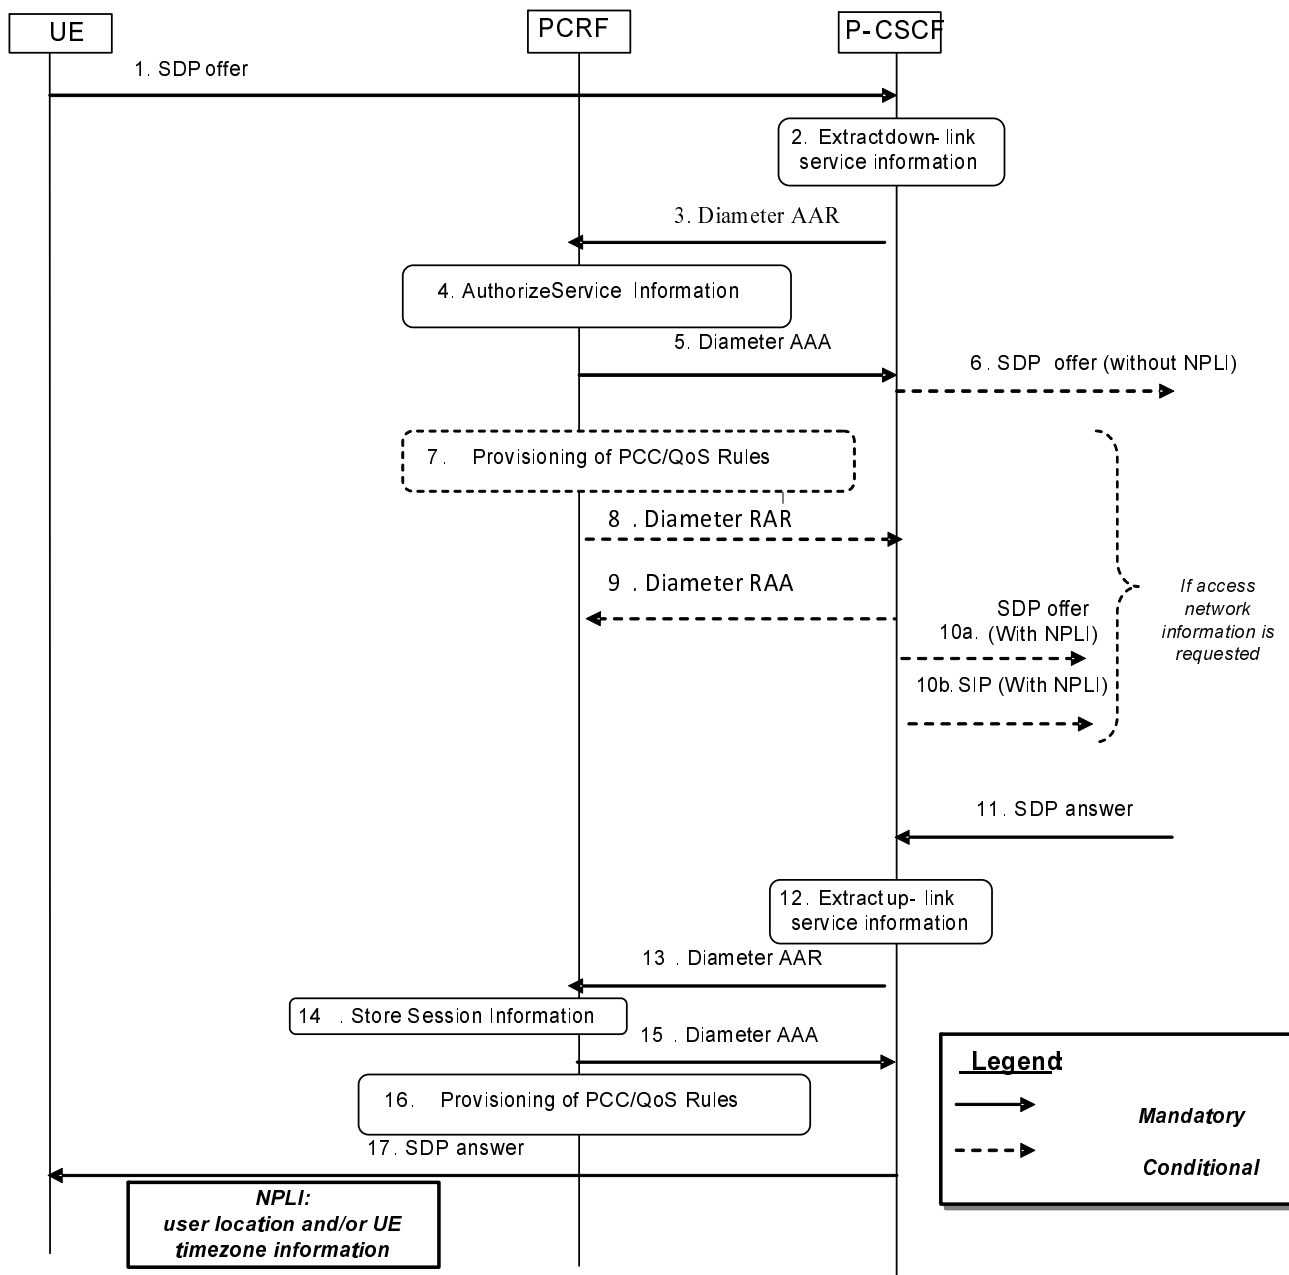 UE
PCRF
P-CSCF
1. SDP offer
2. Extract down-link
service information
3. Diameter AAR
4. Authorize Service Information
5. Diameter AAA
6. SDP offer (without NPLI)
7. Provisioning of PCC/QoS Rules
8. Diameter RAR
9. Diameter RAA
SDP offer
10a. (With NPLI)
10b. SIP (With NPLI)
If access
network
information is
requested
11. SDP answer
12. Extract up-link
service information
13. Diameter AAR
14. Store Session Information
15. Diameter AAA
16. Provisioning of PCC/QoS Rules
17. SDP answer
Legend:
Mandatory
Conditional
NPLI:
user location and/or UE
timezone information